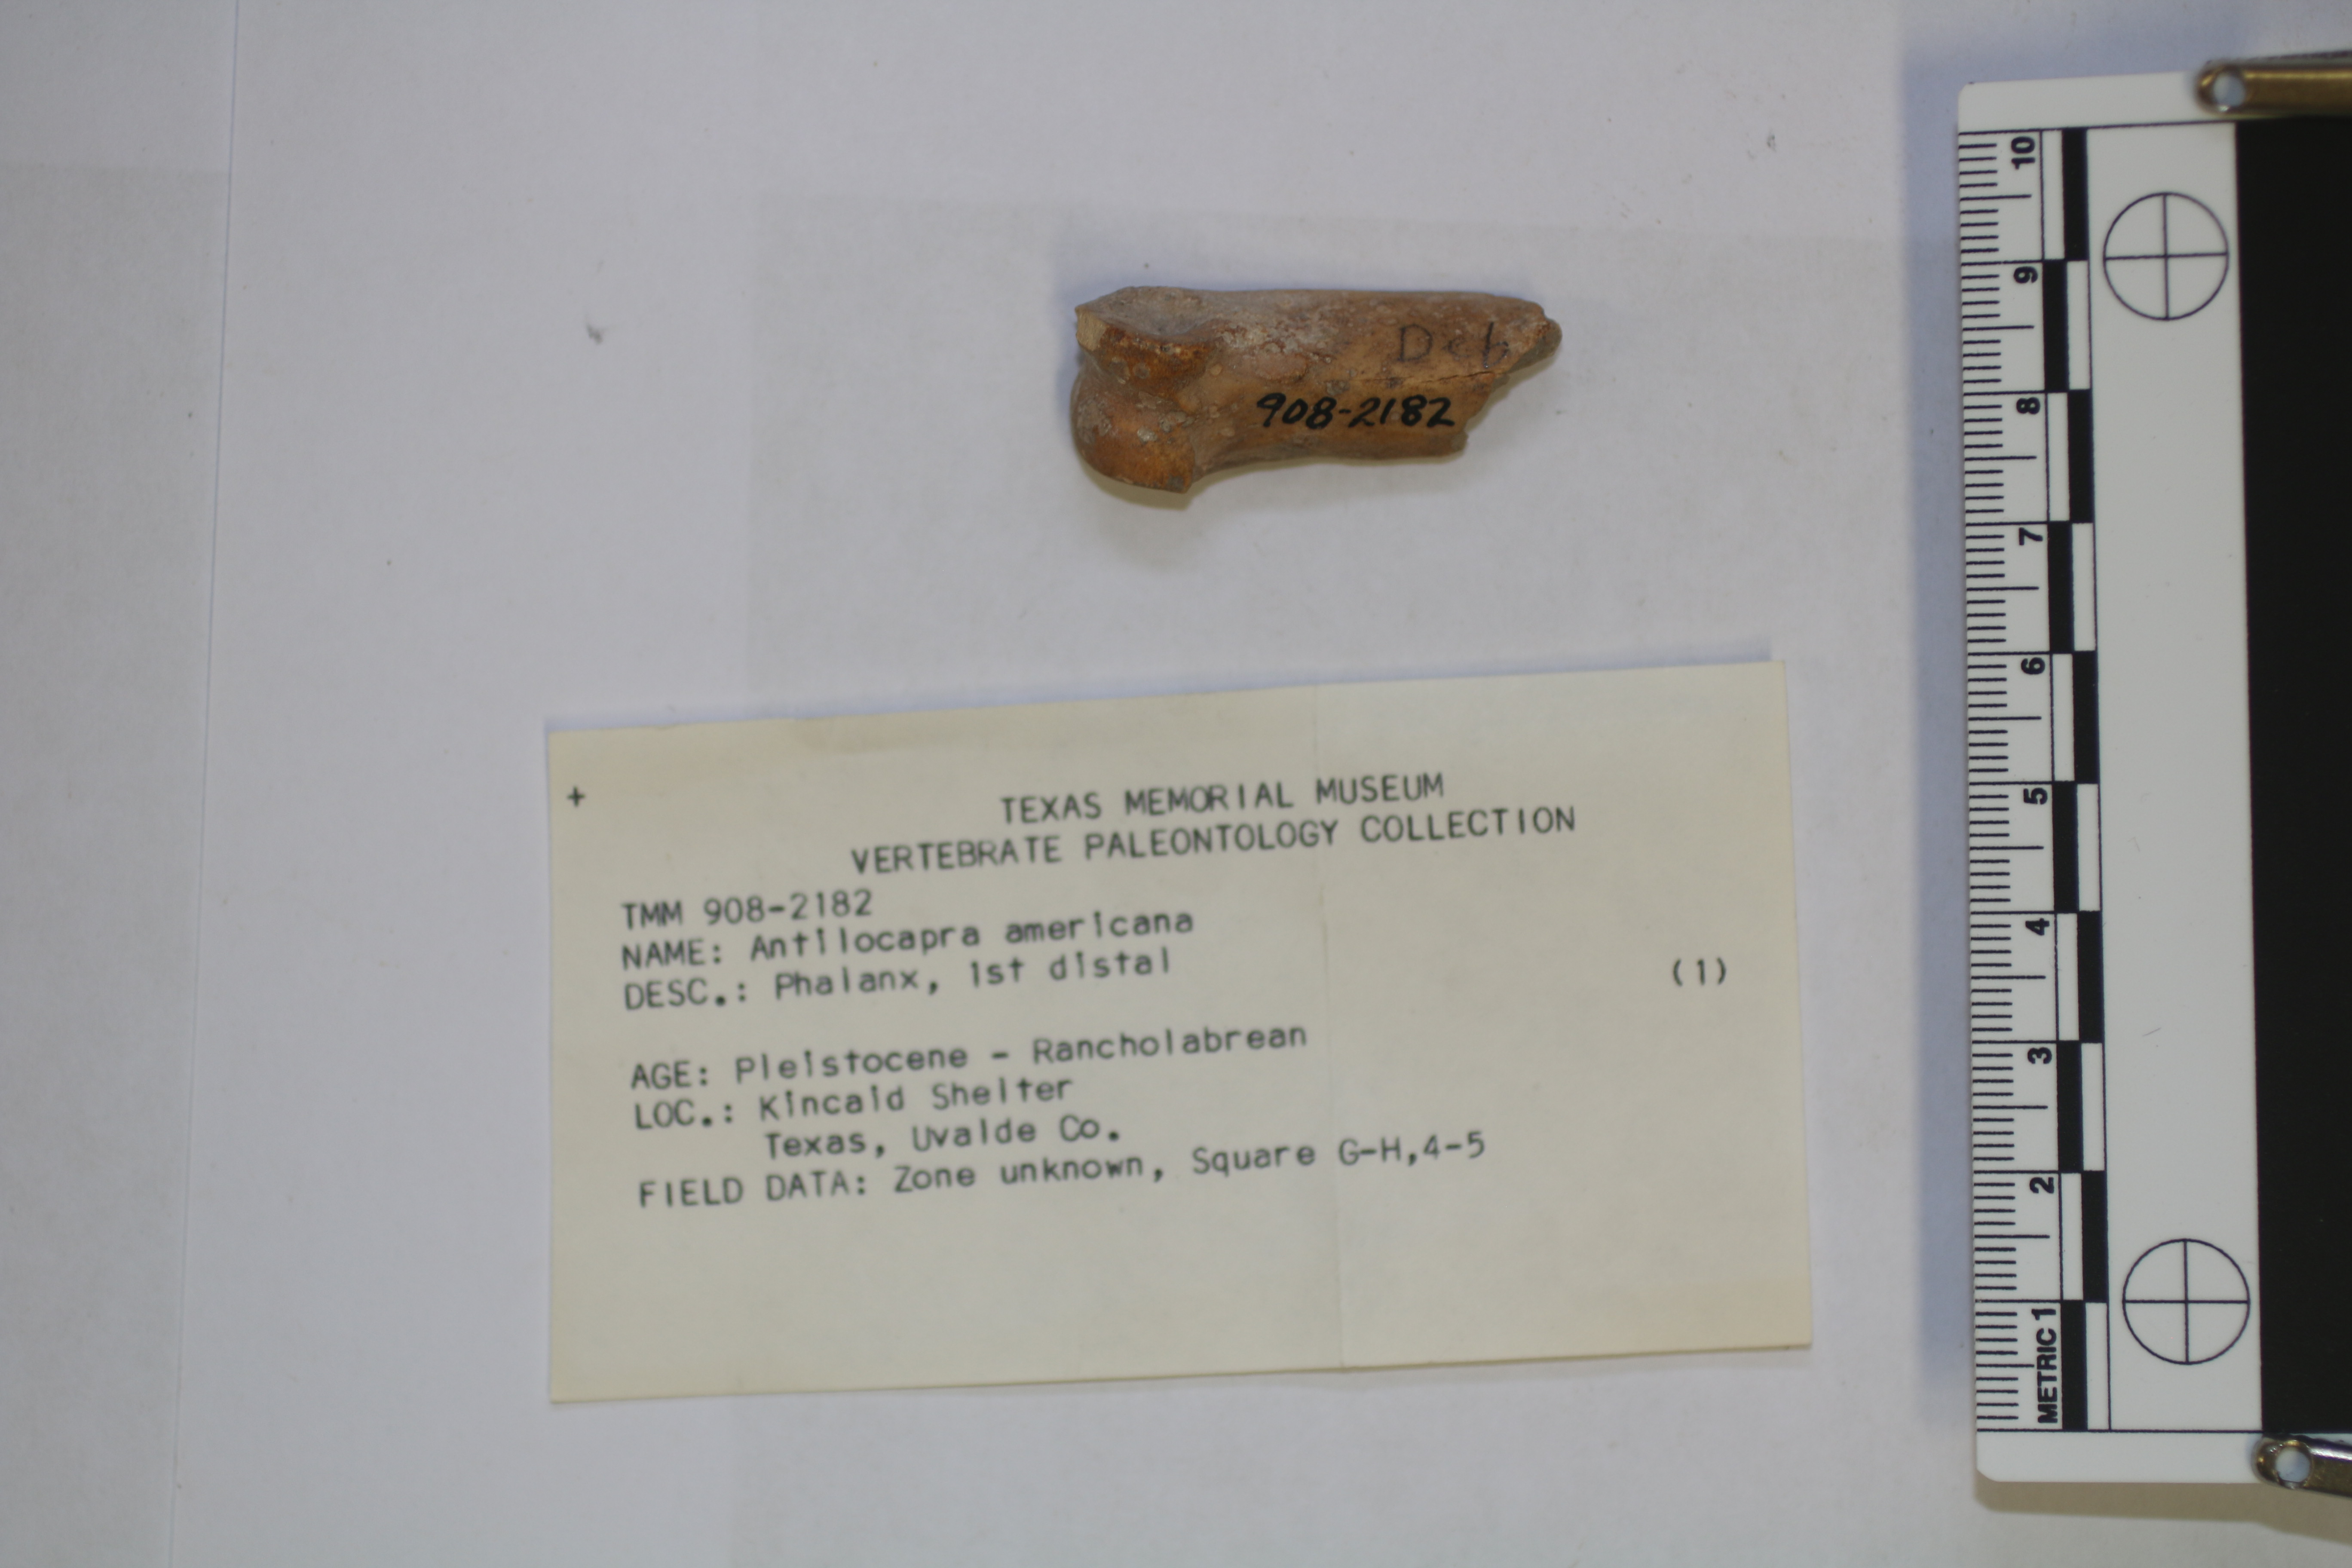 Deb
908-2182
+
TEXAS MEMORIAL MUSEUM
VERTEBRATE PALEONTOLOGY COLLECTION
TMM 908-2182
NAME: Antilocapra americana
DESC.: Phalanx, 1st distal (1)
AGE: Pleistocene - Rancholabrean
LOC.: Kincaid Shelter
Texas, Uvalde Co.
FIELD DATA: Zone unknown, Square G-H,4-5
10
9
8
7
6
5
4
3
2
METRIC 1